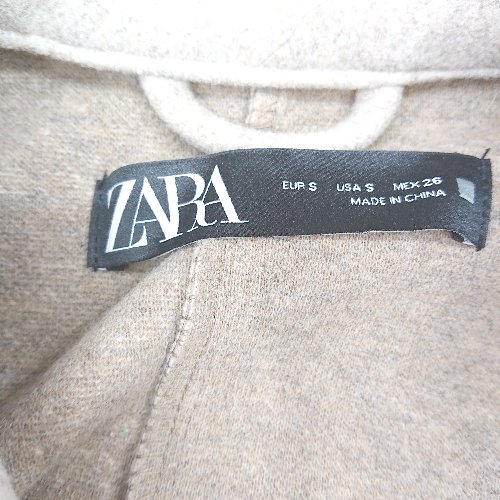 ZARA
EUR S USA S MEX 26
MADE IN CHINA